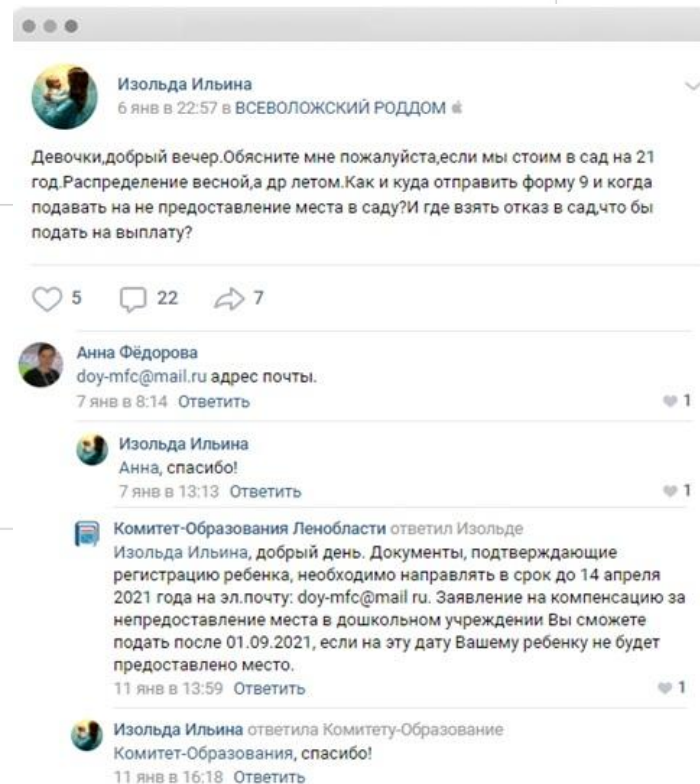 Изольда Ильина
6 янв в 22:57 в ВСЕВОЛОЖСКИЙ РОДДОМ
Девочки,добрый вечер.Обясните мне пожалуйста,если мы стоим в сад на 21
год.Распределение весной,а др летом.Как и куда отправить форму 9 и когда
подавать на не предоставление места в саду?И где взять отказ в сад,что бы
подать на выплату?
5 22 7
Анна Фёдорова
doy-mfc@mail.ru адрес почты.
7 янв в 8:14 Ответить 1
Изольда Ильина
Анна, спасибо!
7 янв в 13:13 Ответить 1
Комитет-Образования Ленобласти ответил Изольде
Изольда Ильина, добрый день. Документы, подтверждающие
регистрацию ребенка, необходимо направлять в срок до 14 апреля
2021 года на эл.почту: doy-mfc@mail ru. Заявление на компенсацию за
непредоставление места в дошкольном учреждении Вы сможете
подать после 01.09.2021, если на эту дату Вашему ребенку не будет
предоставлено место.
11 янв в 13:59 Ответить 1
Изольда Ильина ответила Комитету-Образование
Комитет-Образования, спасибо!
11 янв в 16:18 Ответить